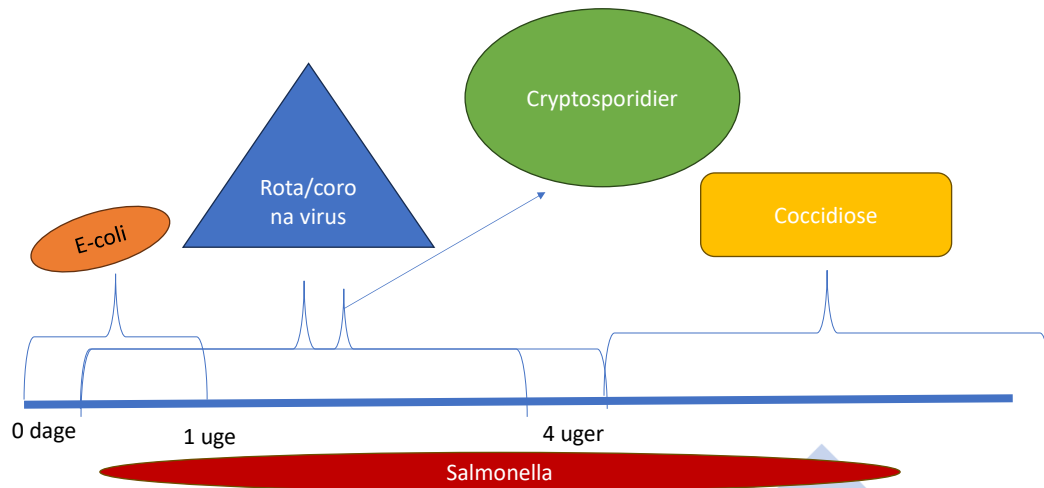 Cryptosporidier
Rota/coro
na virus
Coccidiose
E-coli
0 dage
1 uge
4 uger
Salmonella